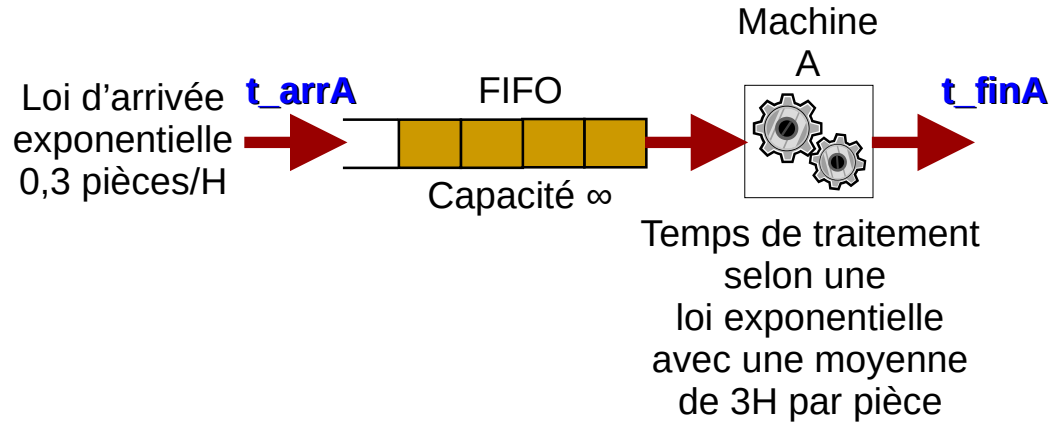 Loi d’arrivée
exponentielle
0,3 pièces/H
t_arrA
FIFO
Capacité ∞
Machine
A
t_finA
Temps de traitement
selon une
loi exponentielle
avec une moyenne
de 3H par pièce